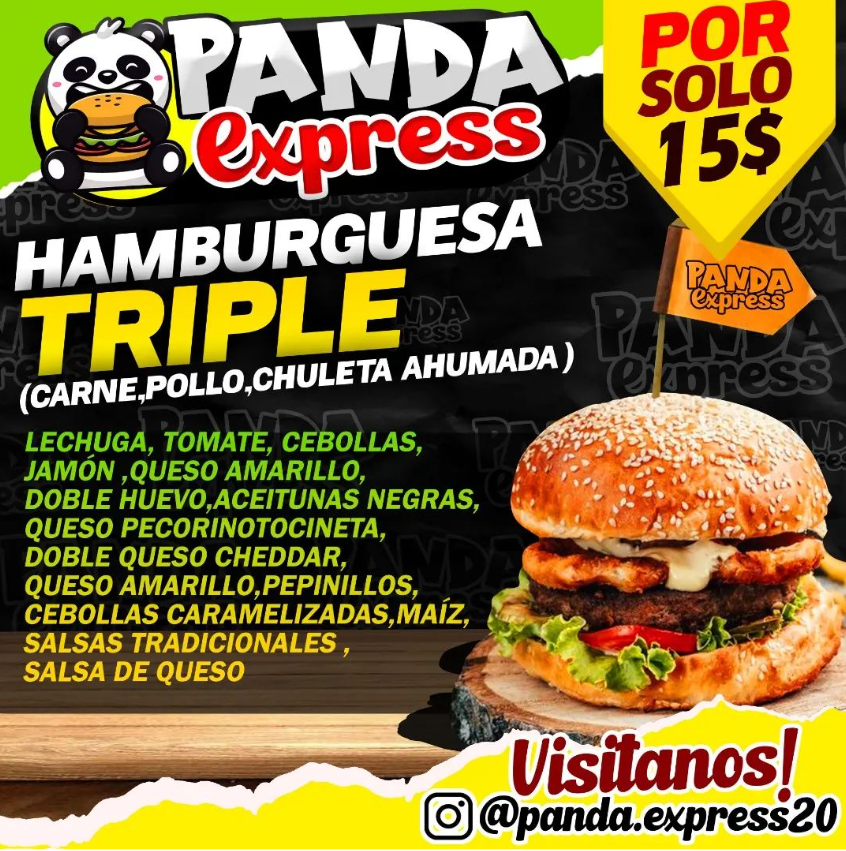 PANDA
express
POR
SOLO
15$
HAMBURGUESA
TRIPLE
(CARNE,POLLO,CHULETA AHUMADA)
PANDA
express
LECHUGA, TOMATE, CEBOLLAS,
JAMÓN ,QUESO AMARILLO,
DOBLE HUEVO,ACEITUNAS NEGRAS,
QUESO PECORINOTOCINETA,
DOBLE QUESO CHEDDAR,
QUESO AMARILLO,PEPINILLOS,
CEBOLLAS CARAMELIZADAS,MAÍZ,
SALSAS TRADICIONALES ,
SALSA DE QUESO
Visitanos!
@panda.express20